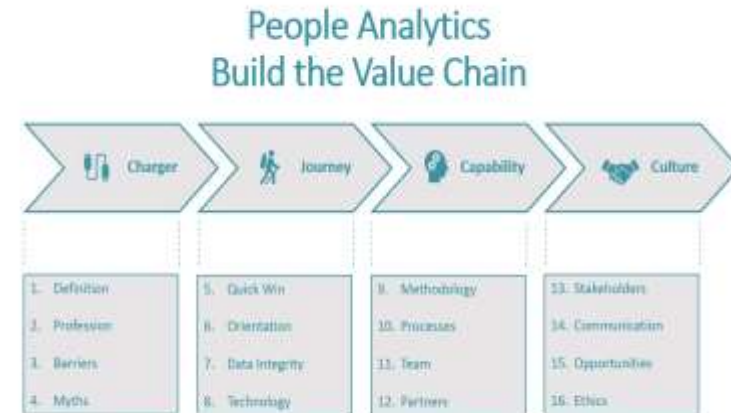 People Analytics
Build the Value Chain
Charger
Journey
Capability
Culture
1. Definition
2. Profession
3. Barriers
4. Myths
5. Quick Win
6. Orientation
7. Data Integrity
8. Technology
9. Methodology
10. Processes
11. Team
12. Partners
13. Stakeholders
14. Communication
15. Opportunities
16. Ethics